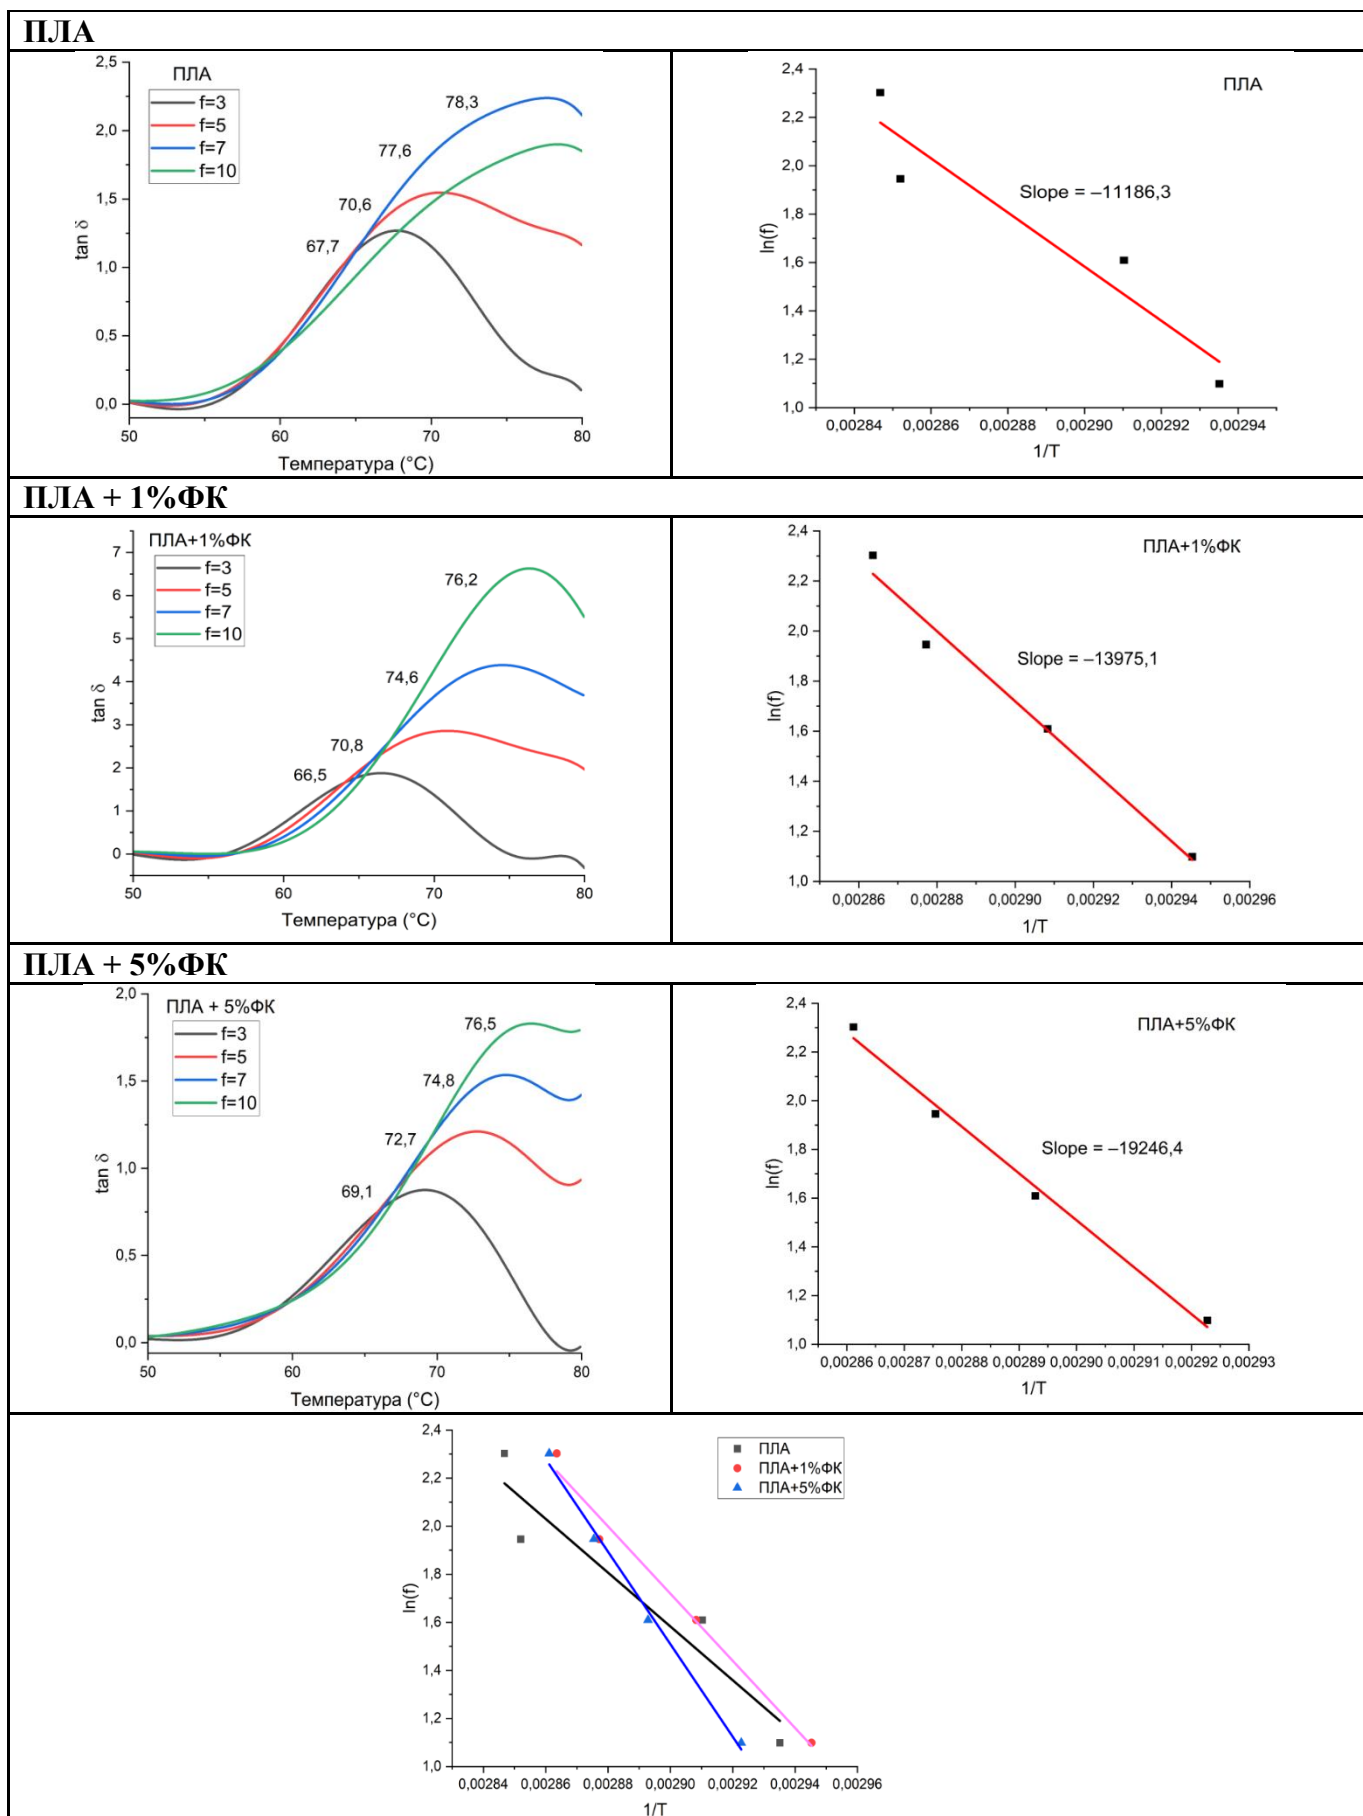 ПЛА
ПЛА
f=3
f=5
f=7
f=10
78,3
77,6
70,6
67,7
2,5
2,0
1,5
1,0
0,5
0,0
tan δ
50 60 70 80
Температура (°C)
ПЛА
Slope = –11186,3
2,4
2,2
2,0
1,8
1,6
1,4
1,2
1,0
ln(f)
0,00284 0,00286 0,00288 0,00290 0,00292 0,00294
1/T
ПЛА + 1%ФК
ПЛА+1%ФК
f=3
f=5
f=7
f=10
76,2
74,6
70,8
66,5
7
6
5
4
3
2
1
0
tan δ
50 60 70 80
Температура (°C)
ПЛА+1%ФК
Slope = –13975,1
2,4
2,2
2,0
1,8
1,6
1,4
1,2
1,0
ln(f)
0,00286 0,00288 0,00290 0,00292 0,00294 0,00296
1/T
ПЛА + 5%ФК
ПЛА + 5%ФК
f=3
f=5
f=7
f=10
76,5
74,8
72,7
69,1
2,0
1,5
1,0
0,5
0,0
tan δ
50 60 70 80
Температура (°C)
ПЛА+5%ФК
Slope = –19246,4
2,4
2,2
2,0
1,8
1,6
1,4
1,2
1,0
ln(f)
0,00286 0,00287 0,00288 0,00289 0,00290 0,00291 0,00292 0,00293
1/T
ПЛА
ПЛА+1%ФК
ПЛА+5%ФК
2,4
2,2
2,0
1,8
1,6
1,4
1,2
1,0
ln(f)
0,00284 0,00286 0,00288 0,00290 0,00292 0,00294 0,00296
1/T